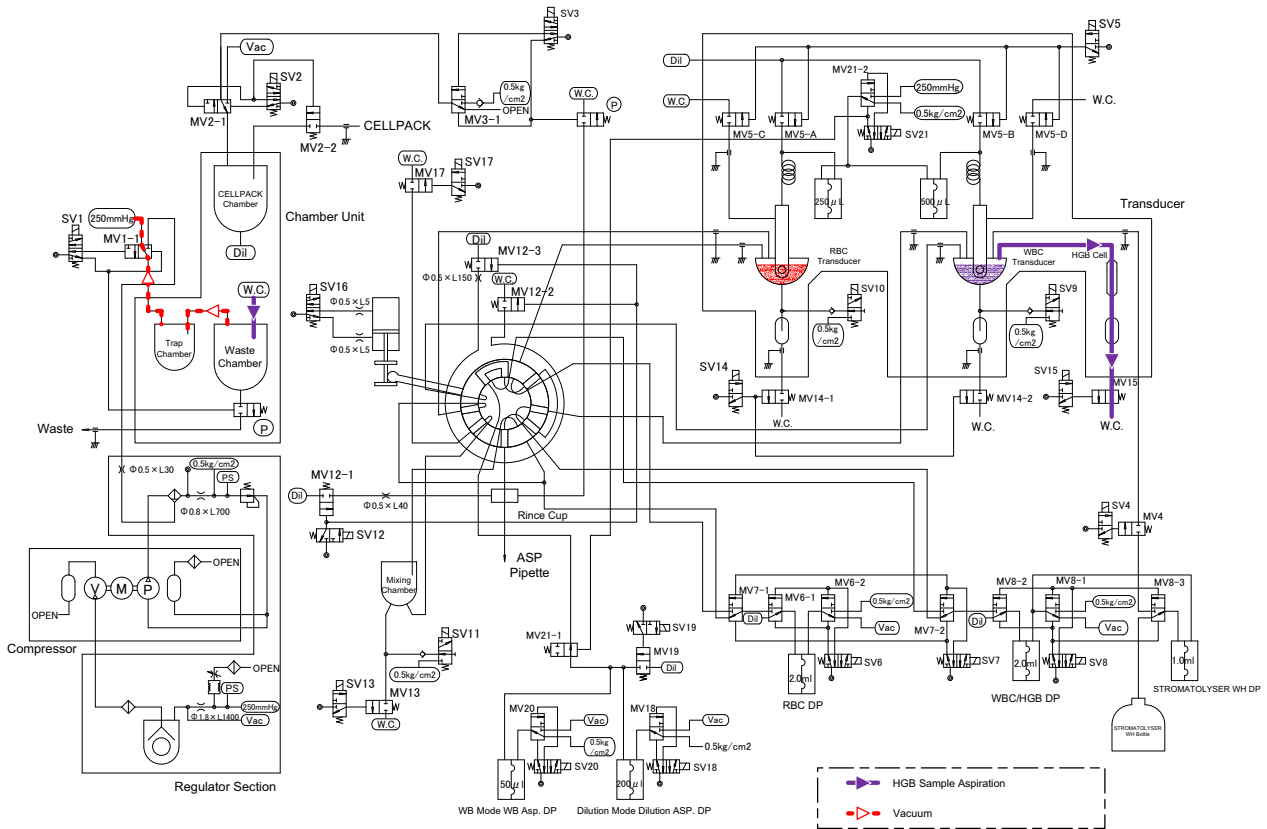 SV3
SV5
Vac
Dil
MV21-2
SV2
0.5kg
/cm2
250mmHg
W.C.
P
W.C.
W.C.
MV2-1
OPEN
0.5kg/cm2
MV3-1
CELLPACK
MV5-C
MV5-A
SV21
MV5-B
MV5-D
MV2-2
SV17
W.C.
MV17
CELLPACK
Chamber
250μL
500μL
Chamber Unit
Transducer
SV1
250mmHg
MV1-1
Dil
Dil
MV12-3
RBC
Transducer
WBC
Transducer
HGB Cell
Φ0.5×L150
W.C.
MV12-2
W.C.
SV16
Φ0.5×L5
SV10
SV9
0.5kg
/cm2
0.5kg
/cm2
Trap
Chamber
Waste
Chamber
Φ0.5×L5
SV14
SV15
MV14-1
MV14-2
MV15
W.C.
W.C.
W.C.
Waste
P
0.5kg/cm2
Φ0.5×L30
PS
MV12-1
Dil
Φ0.8×L700
Φ0.5×L40
Rince Cup
SV4
MV4
SV12
ASP
Pipette
OPEN
Mixing
Chamber
V
M
P
OPEN
MV7-1
MV6-2
MV6-1
0.5kg/cm2
MV8-2
MV8-1
MV8-3
0.5kg/cm2
Dil
Vac
MV7-2
Dil
Vac
Compressor
SV11
0.5kg/cm2
SV19
MV21-1
MV19
Dil
SV6
SV7
SV8
2.0ml
2.0ml
1.0ml
OPEN
PS
SV13
MV13
W.C.
RBC DP
WBC/HGB DP
STROMATOLYSER WH DP
250mmHg
Φ1.8×L1400
Vac
MV20
Vac
MV18
Vac
0.5kg
/cm2
0.5kg/cm2
STROMATOLYSER
WH Bottle
SV20
SV18
50μl
200μl
Regulator Section
WB Mode WB Asp. DP
Dilution Mode Dilution ASP. DP
HGB Sample Aspiration
Vacuum